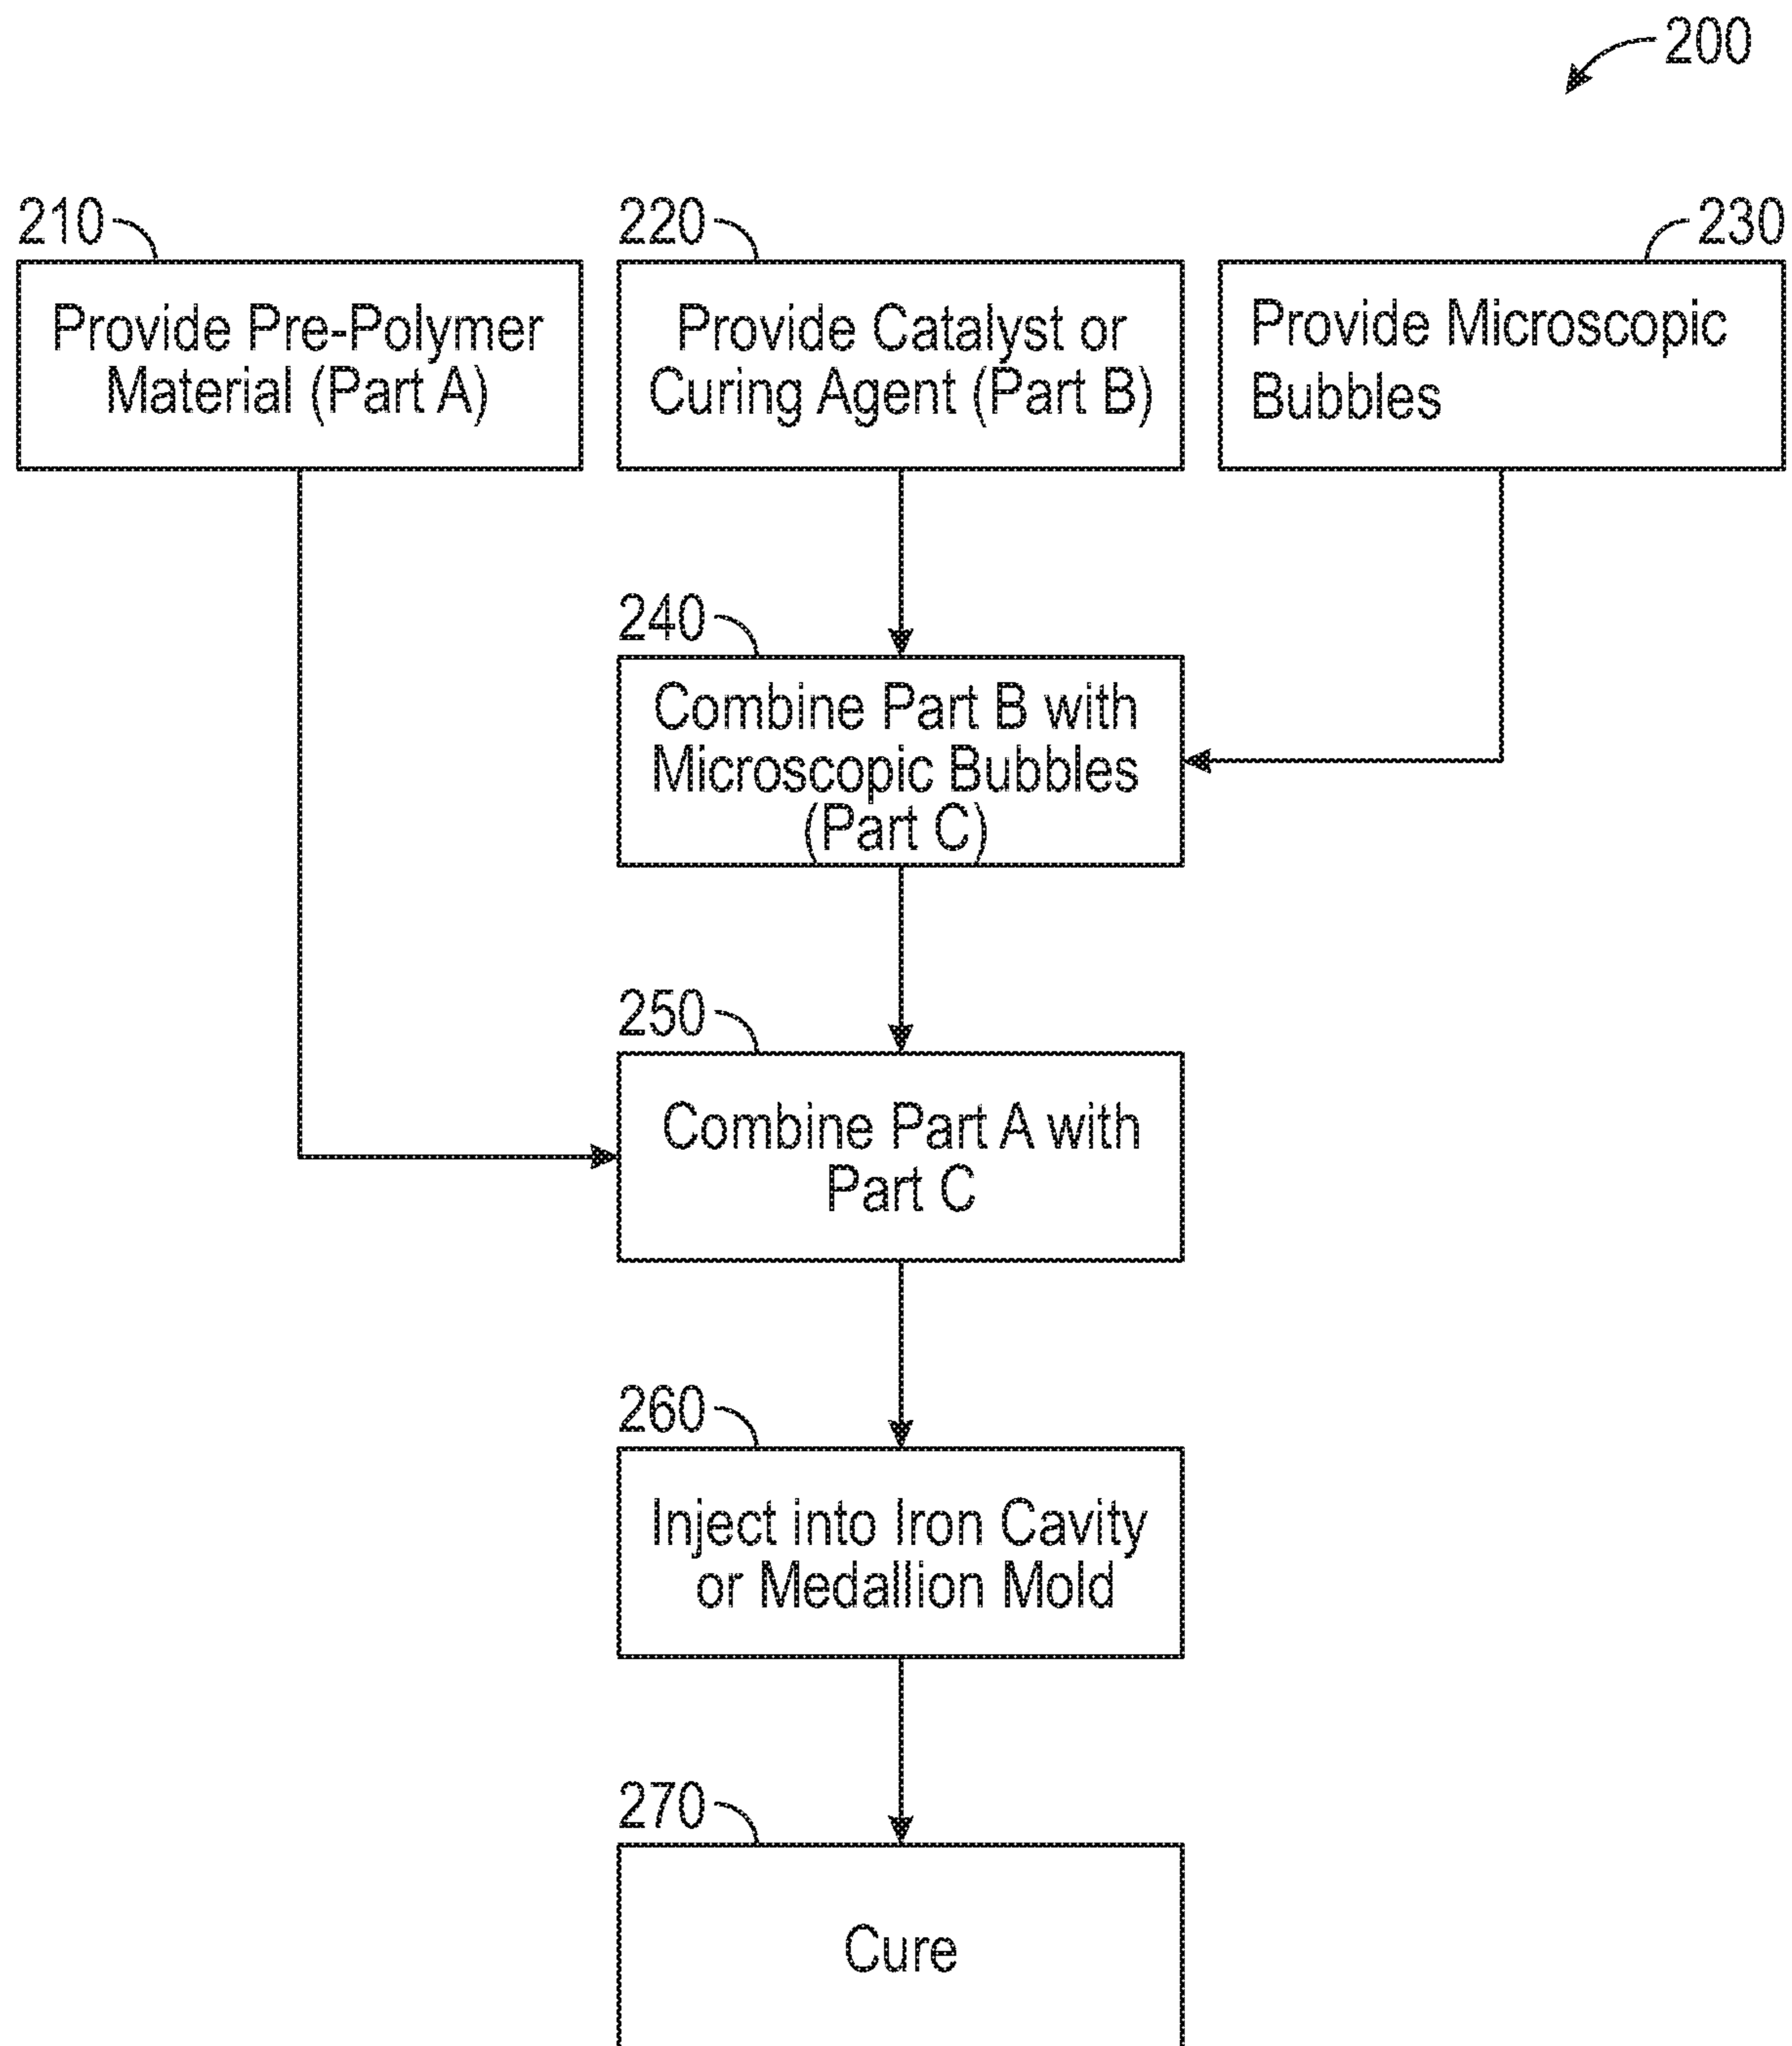 200
210
Provide Pre-Polymer
Material (Part A)
220
Provide Catalyst or
Curing Agent (Part B)
230
Provide Microscopic
Bubbles
240
Combine Part B with
Microscopic Bubbles
(Part C)
250
Combine Part A with
Part C
260
Inject into Iron Cavity
or Medallion Mold
270
Cure